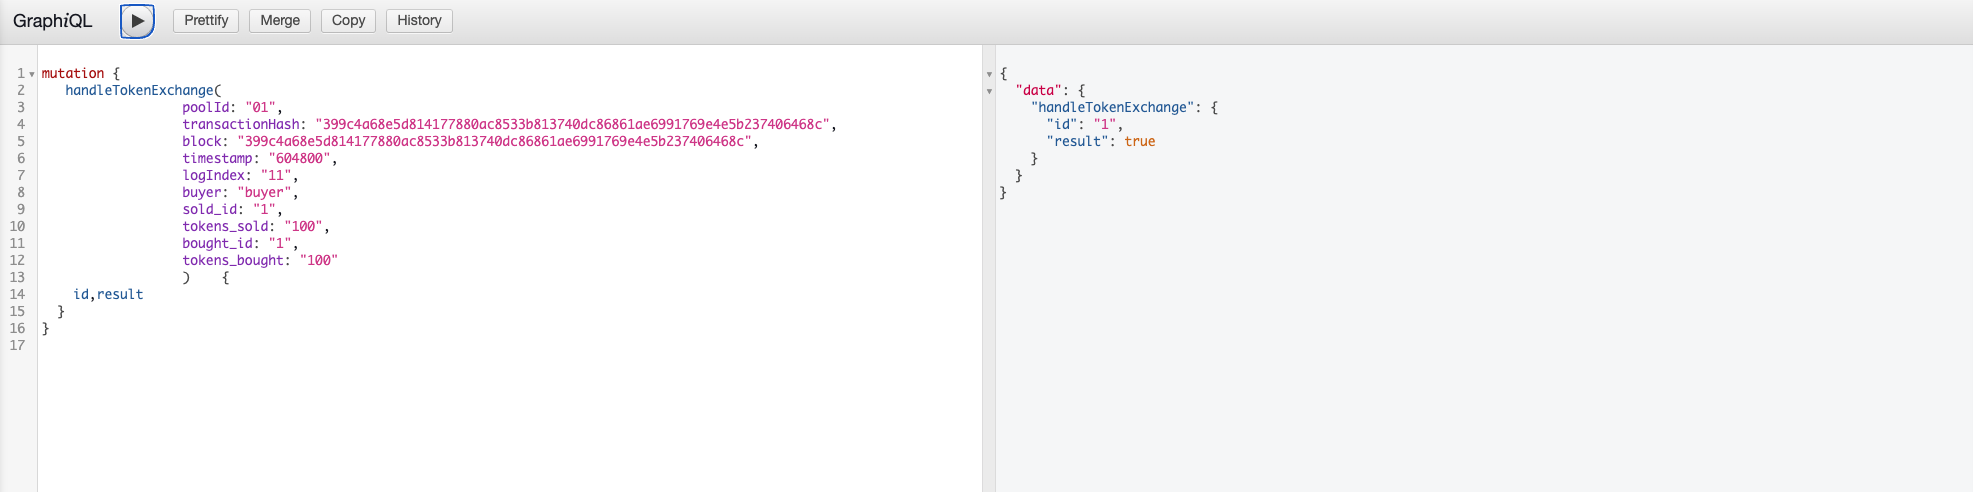 GraphiQL Prettify Merge Copy History
1 mutation {
2 handleTokenExchange(
3 poolId: "01",
4 transactionHash: "399c4a68e5d814177880ac8533b813740dc86861ae6991769e4e5b237406468c",
5 block: "399c4a68e5d814177880ac8533b813740dc86861ae6991769e4e5b237406468c",
6 timestamp: "604800",
7 logIndex: "11",
8 buyer: "buyer",
9 sold_id: "1",
10 tokens_sold: "100",
11 bought_id: "1",
12 tokens_bought: "100"
13 ) {
14 id,result
15 }
16 }
17
{
"data": {
"handleTokenExchange": {
"id": "1",
"result": true
}
}
}